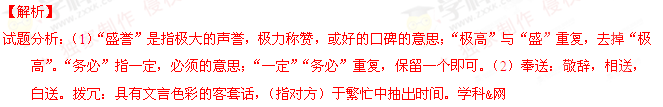 【解析】
试题分析：（1）“盛誉”是指极大的声誉，极力称赞，或好的口碑的意思；“极高”与“盛”重复，去掉“极
高”。“务必”指一定，必须的意思；“一定”“务必”重复，保留一个即可。（2）奉送：敬辞，相送，
白送。拨冗：具有文言色彩的客套话，（指对方）于繁忙中抽出时间。学科&网